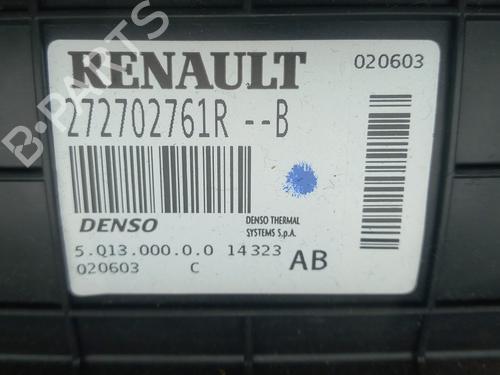 RENAULT 020603
272702761R --B
DENSO
DENSO THERMAL
SYSTEMS S.p.A.
5.Q13.000.0.0 14323
020603 C AB
B-PARTS